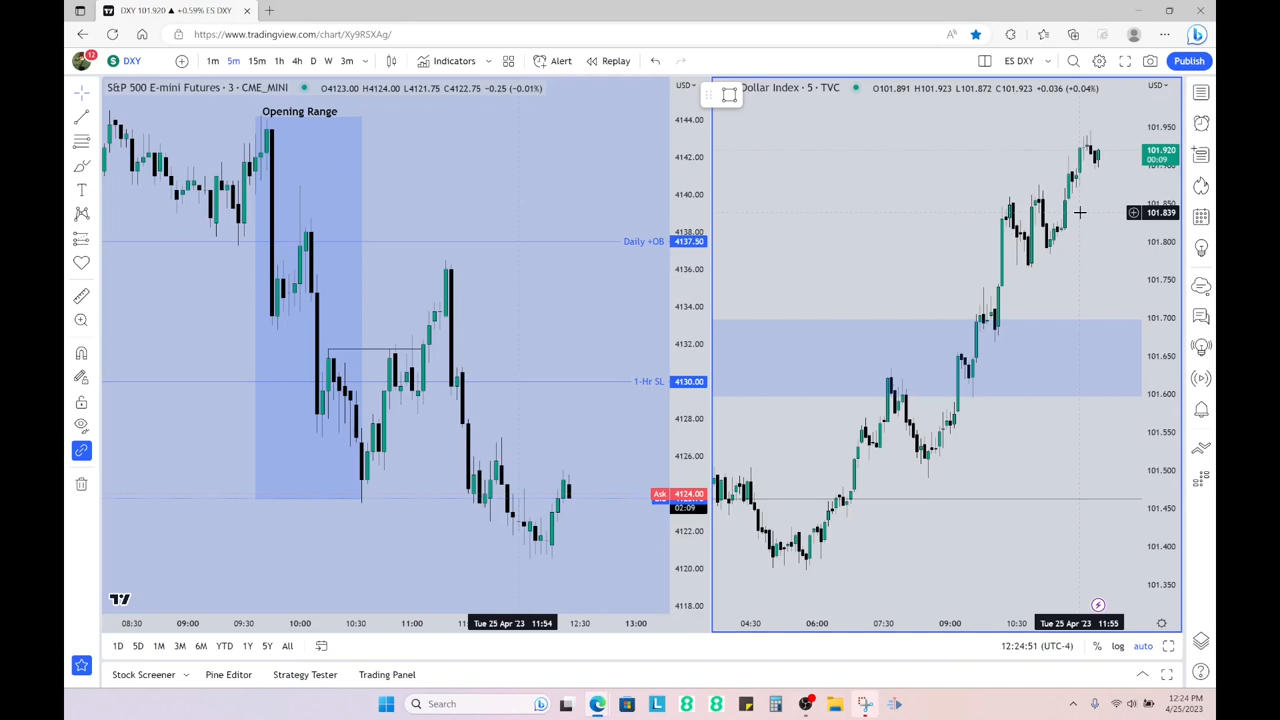 DXY 101.920 ▲ +0.59% ES DXY
https://www.tradingview.com/chart/Xy9RSXAg/
12
DXY
1m 5m 15m 1h 4h D W 3m
Indicators
Alert
Replay
ES DXY
Publish
S&P 500 E-mini Futures · 3 · CME_MINI
O4123.00 H4124.00 L4121.75 C4122.75 -0.25 (-0.01%)
USD
Opening Range
4144.00
4142.00
4140.00
4138.00
Daily +OB 4137.50
4136.00
4134.00
4132.00
1-Hr SL 4130.00
4128.00
4126.00
Ask 4124.00
02:09
4122.00
4120.00
4118.00
08:30 09:00 09:30 10:00 10:30 11:00 Tue 25 Apr '23 11:54 12:30 13:00
Dollar Index · 5 · TVC
O101.891 H101.923 L101.872 C101.923 +0.036 (+0.04%)
USD
101.950
101.920
00:09
101.839
101.800
101.750
101.700
101.650
101.600
101.550
101.500
101.450
101.400
101.350
04:30 06:00 07:30 09:00 10:30 Tue 25 Apr '23 11:55
1D 5D 1M 3M 6M YTD 1Y 5Y All
12:24:51 (UTC-4) % log auto
Stock Screener
Pine Editor
Strategy Tester
Trading Panel
Search
12:24 PM
4/25/2023